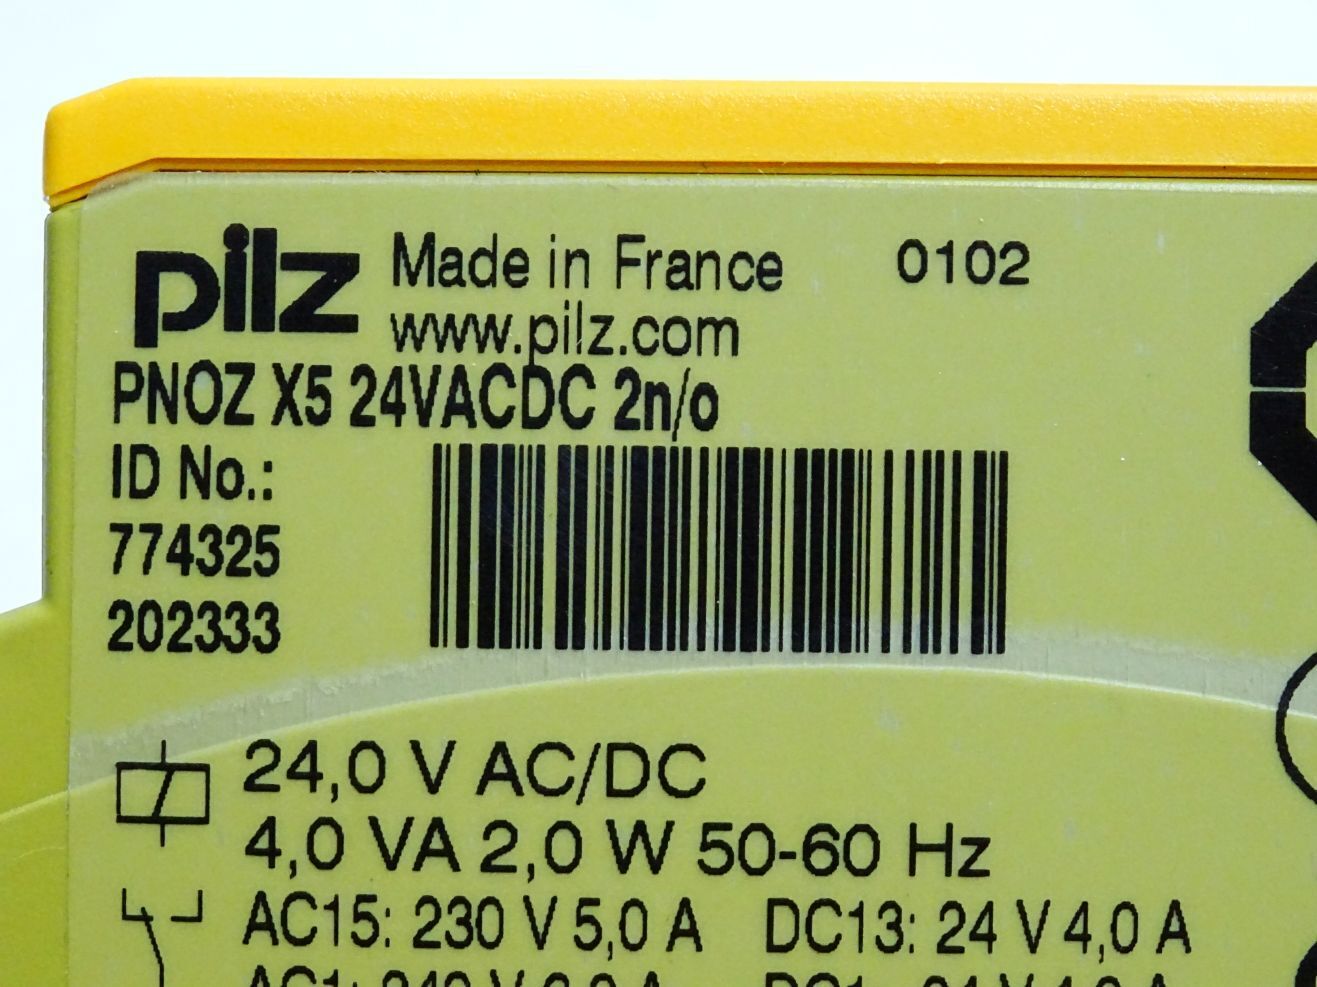 pilz Made in France 0102
www.pilz.com
PNOZ X5 24VACDC 2n/o
ID No.:
774325
202333
24,0 V AC/DC
4,0 VA 2,0 W 50-60 Hz
AC15: 230 V 5,0 A DC13: 24 V 4,0 A